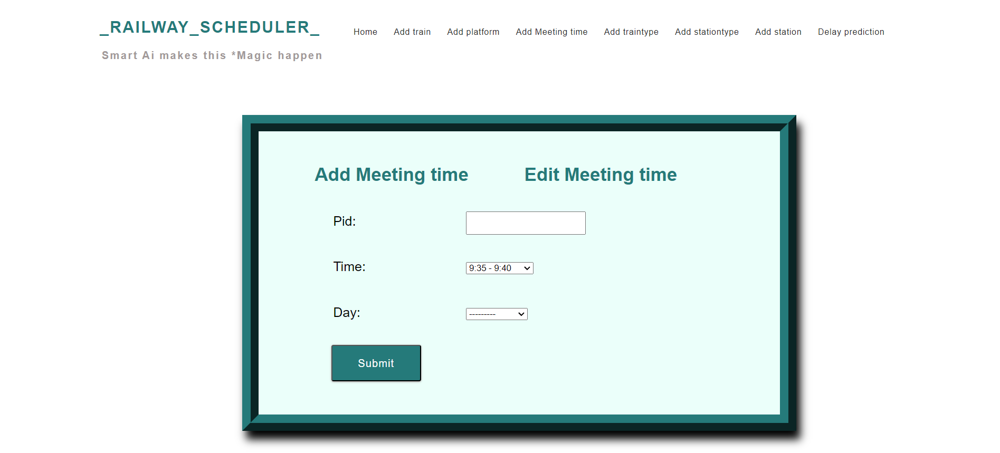 _RAILWAY_SCHEDULER_
Home Add train Add platform Add Meeting time Add traintype Add stationtype Add station Delay prediction
Smart Ai makes this *Magic happen
Add Meeting time Edit Meeting time
Pid:
Time: 9:35 - 9:40
Day: ---------
Submit